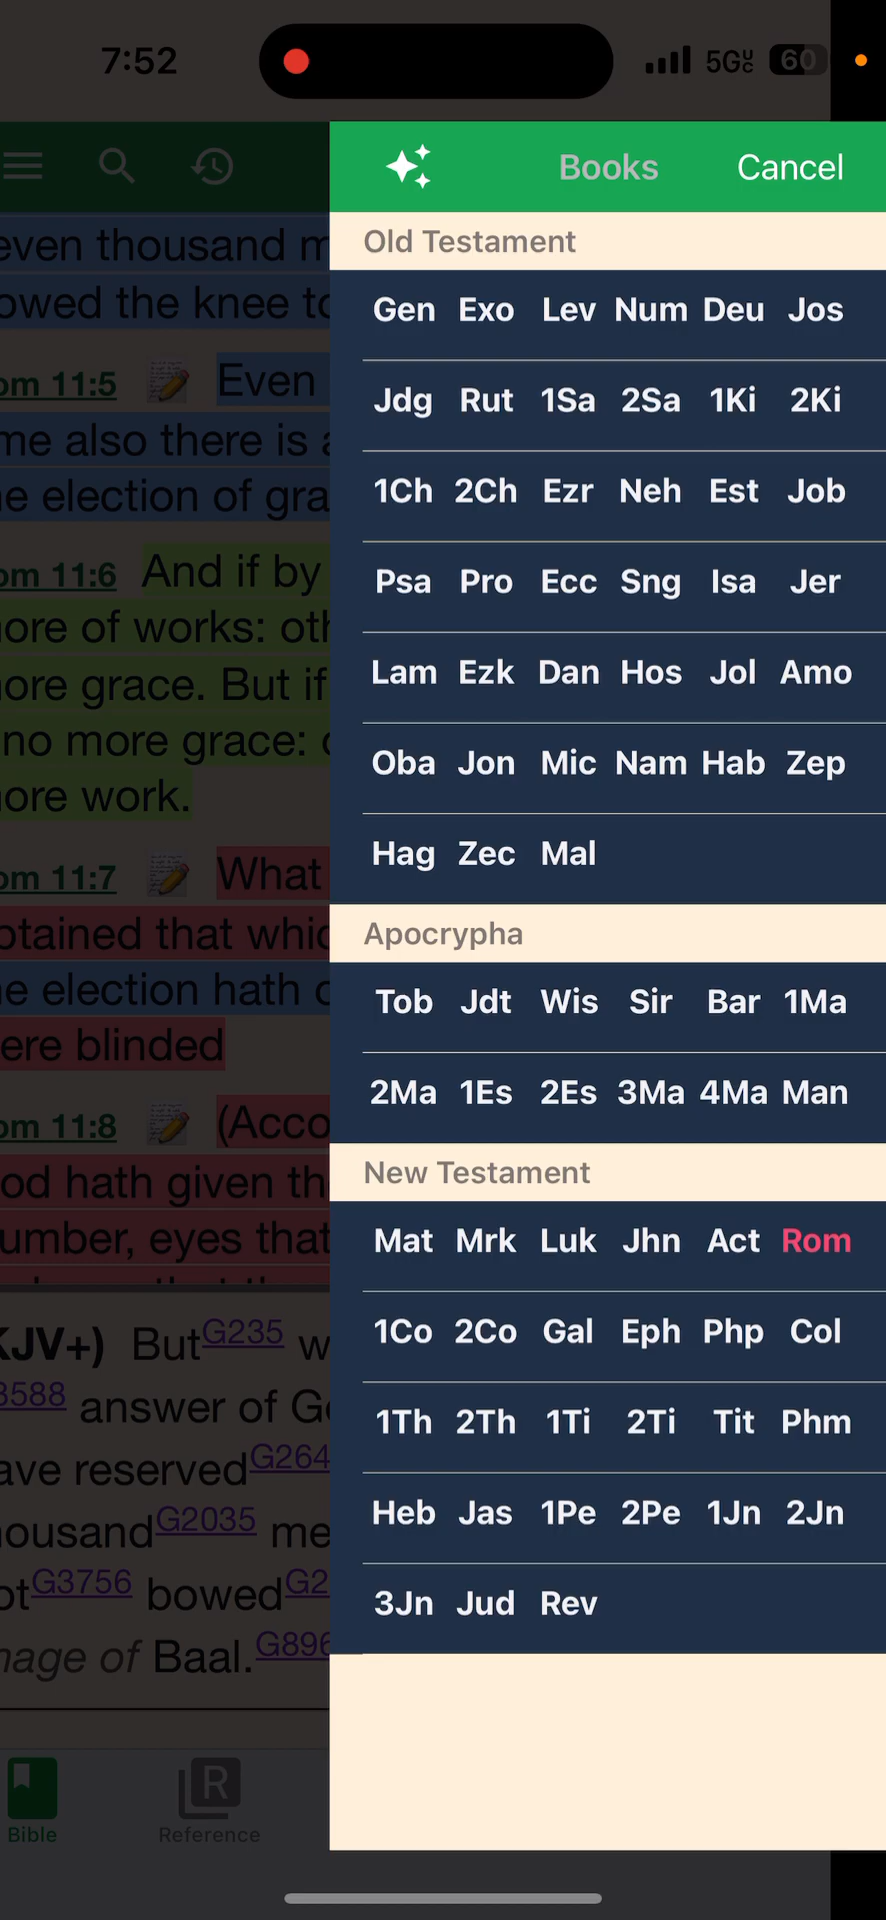 7:52
5GUC 60
Books Cancel
Old Testament
Gen Exo Lev Num Deu Jos
Jdg Rut 1Sa 2Sa 1Ki 2Ki
1Ch 2Ch Ezr Neh Est Job
Psa Pro Ecc Sng Isa Jer
Lam Ezk Dan Hos Jol Amo
Oba Jon Mic Nam Hab Zep
Hag Zec Mal
Apocrypha
Tob Jdt Wis Sir Bar 1Ma
2Ma 1Es 2Es 3Ma 4Ma Man
New Testament
Mat Mrk Luk Jhn Act Rom
1Co 2Co Gal Eph Php Col
1Th 2Th 1Ti 2Ti Tit Phm
Heb Jas 1Pe 2Pe 1Jn 2Jn
3Jn Jud Rev
even thousand m
owed the knee to
om 11:5 Even
me also there is a
e election of gra
om 11:6 And if by
ore of works: oth
ore grace. But if
no more grace:
ore work.
om 11:7 What
otained that whic
e election hath
ere blinded
om 11:8 (Acco
od hath given th
umber, eyes that
KJV+) But G235 w
3588 answer of G
ave reserved G264
housand G2035 me
ot G3756 bowed G2
mage of Baal. G896
Bible
R
Reference